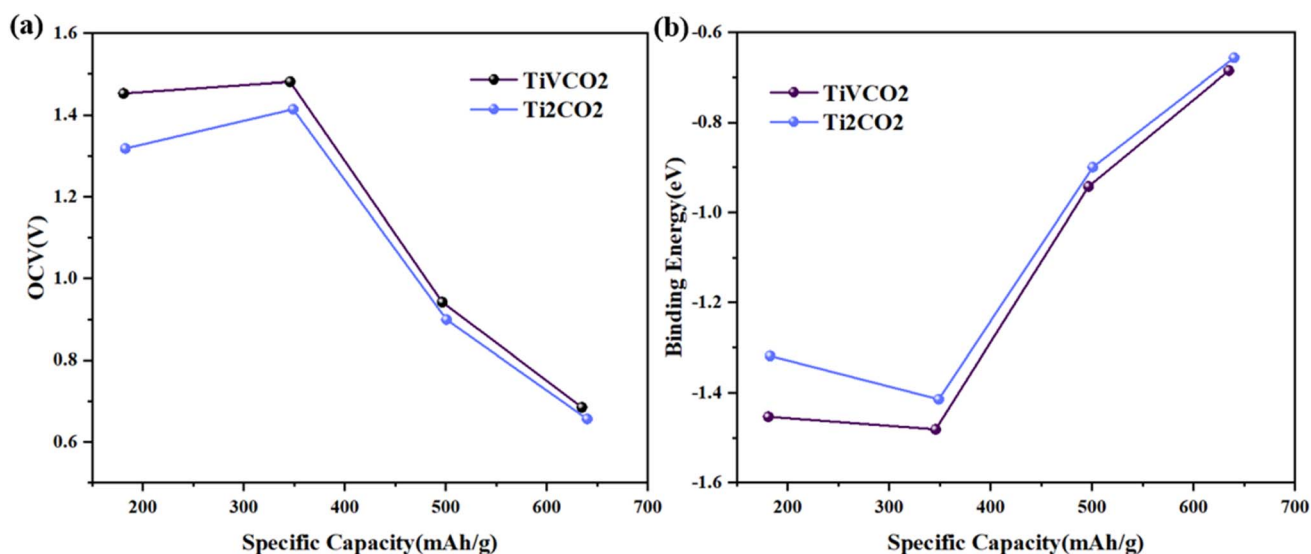 (a)
1.6
1.4
1.2
1.0
0.8
0.6
OCV(V)
TiVCO2
Ti2CO2
200 300 400 500 600 700
Specific Capacity(mAh/g)
(b)
-0.6
-0.8
-1.0
-1.2
-1.4
-1.6
Binding Energy(eV)
TiVCO2
Ti2CO2
200 300 400 500 600 700
Specific Capacity(mAh/g)